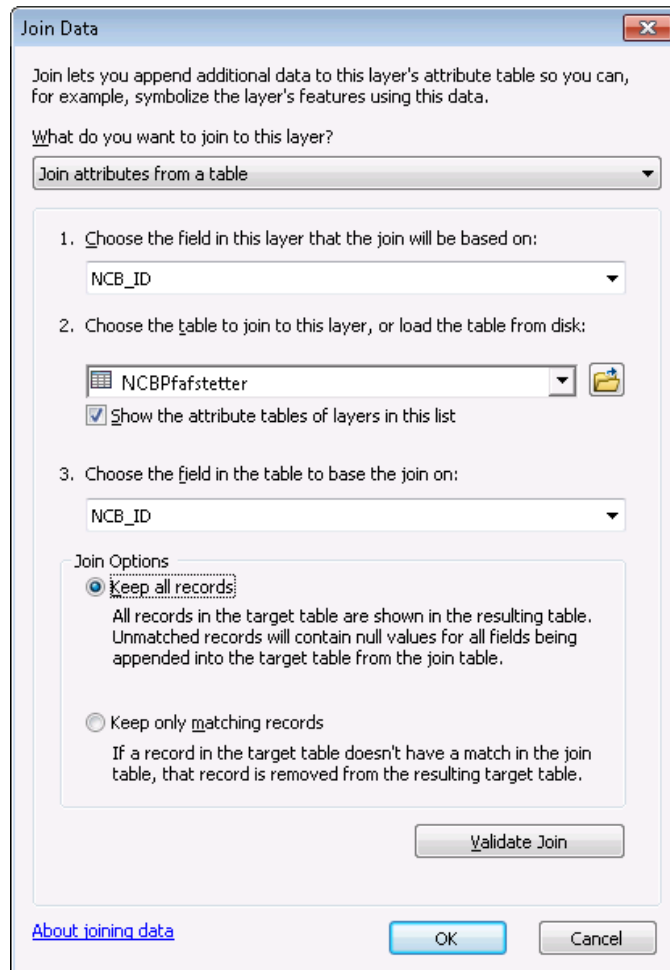 Join Data
Join lets you append additional data to this layer's attribute table so you can,
for example, symbolize the layer's features using this data.
What do you want to join to this layer?
Join attributes from a table
1. Choose the field in this layer that the join will be based on:
NCB_ID
2. Choose the table to join to this layer, or load the table from disk:
NCBPfafstetter
Show the attribute tables of layers in this list
3. Choose the field in the table to base the join on:
NCB_ID
Join Options
Keep all records
All records in the target table are shown in the resulting table.
Unmatched records will contain null values for all fields being
appended into the target table from the join table.
Keep only matching records
If a record in the target table doesn't have a match in the join
table, that record is removed from the resulting target table.
Validate Join
About joining data
OK
Cancel